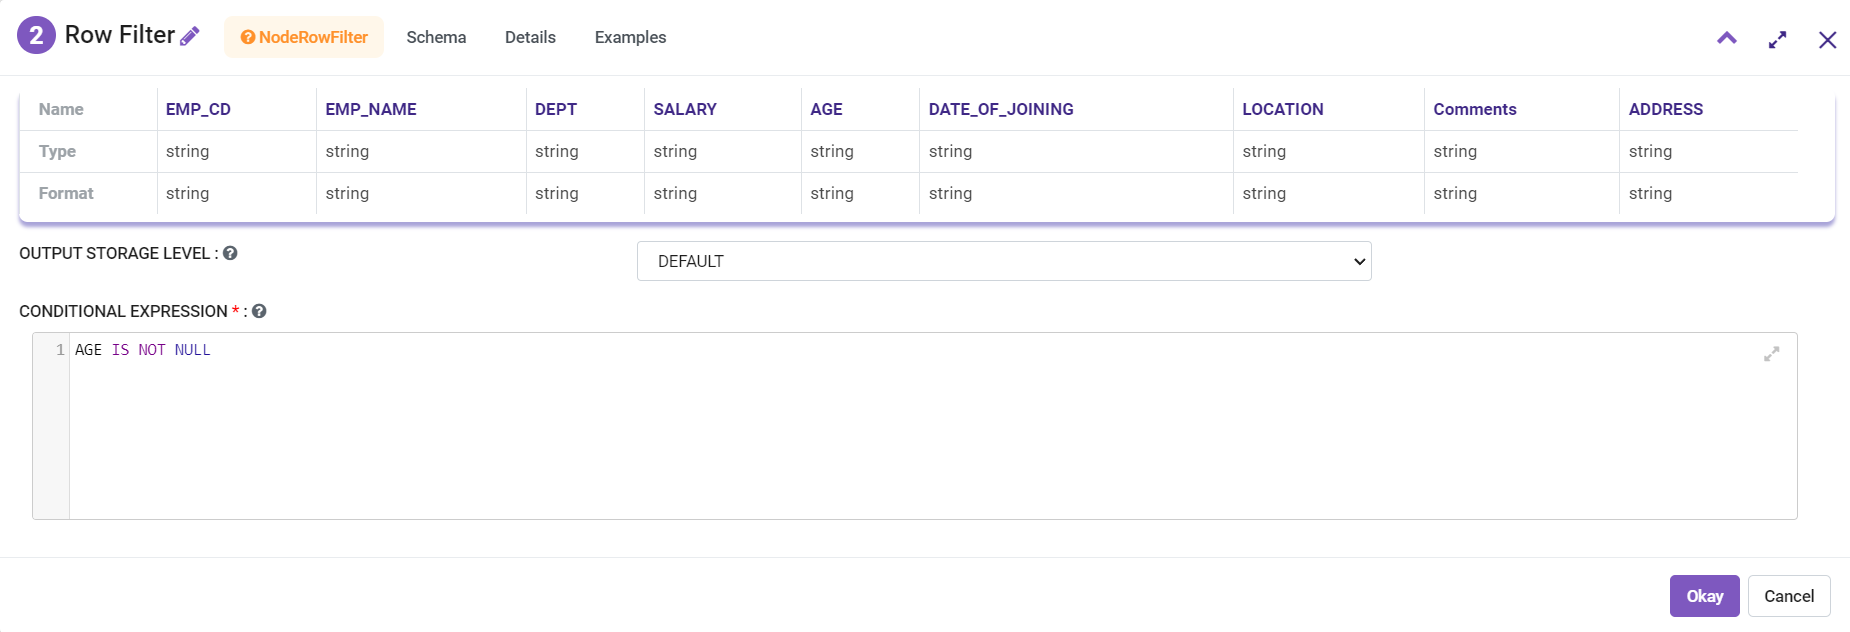 2 Row Filter NodeRowFilter Schema Details Examples
Name EMP_CD EMP_NAME DEPT SALARY AGE DATE_OF_JOINING LOCATION Comments ADDRESS
Type string string string string string string string string string
Format string string string string string string string string string
OUTPUT STORAGE LEVEL :
DEFAULT
CONDITIONAL EXPRESSION * :
1 AGE IS NOT NULL
Okay Cancel